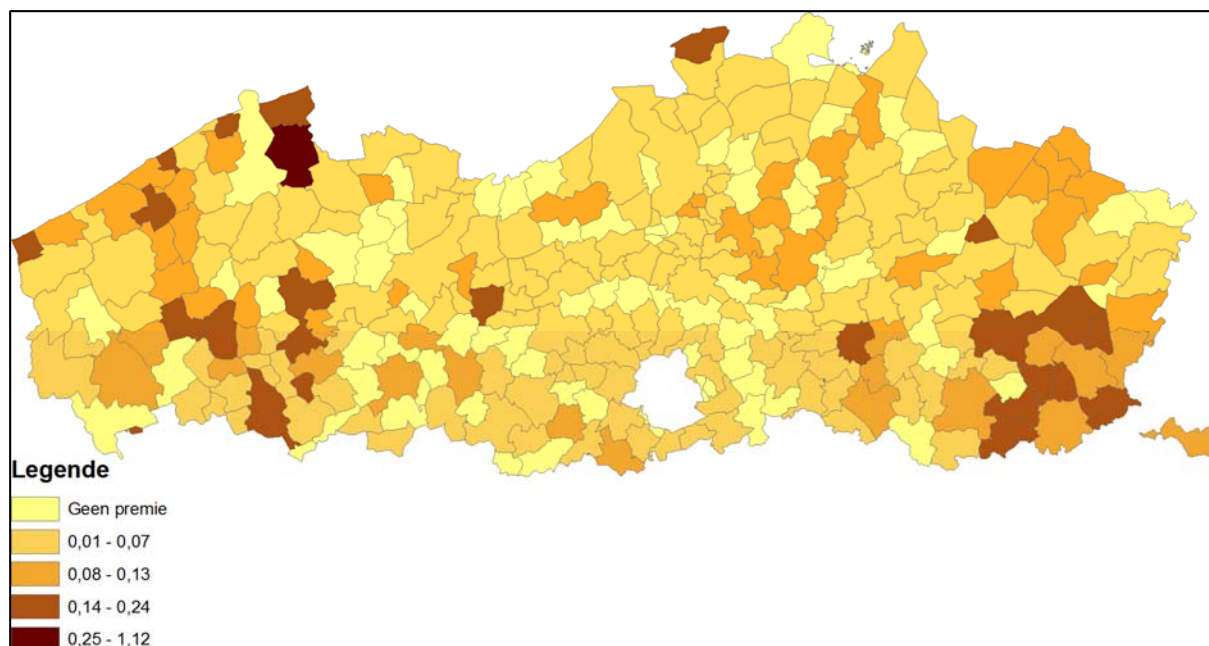 Legende
Geen premie
0,01 - 0,07
0,08 - 0,13
0,14 - 0,24
0,25 - 1,12